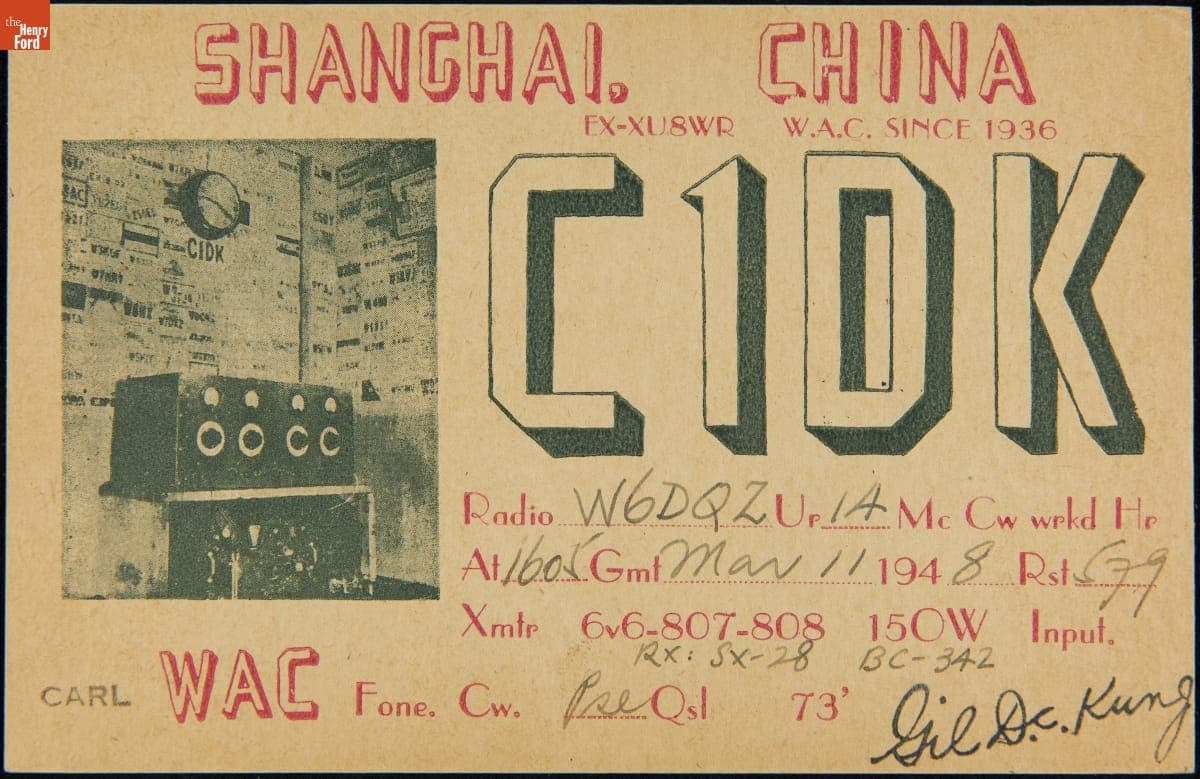 the Henry Ford
SHANGHAI, CHINA
EX-XU8WR W.A.C. SINCE 1936
C1DK
C1DK
Radio W6DQZ Ur 14 Mc Cw wrkd Hr
At 1605 Gmt Mar 11 1948 Rst 579
Xmtr 6v6-807-808 150W Input.
RX: SX-28 BC-342
CARL WAC Fone. Cw. Pse Qsl 73'
Gil D.C. Kung